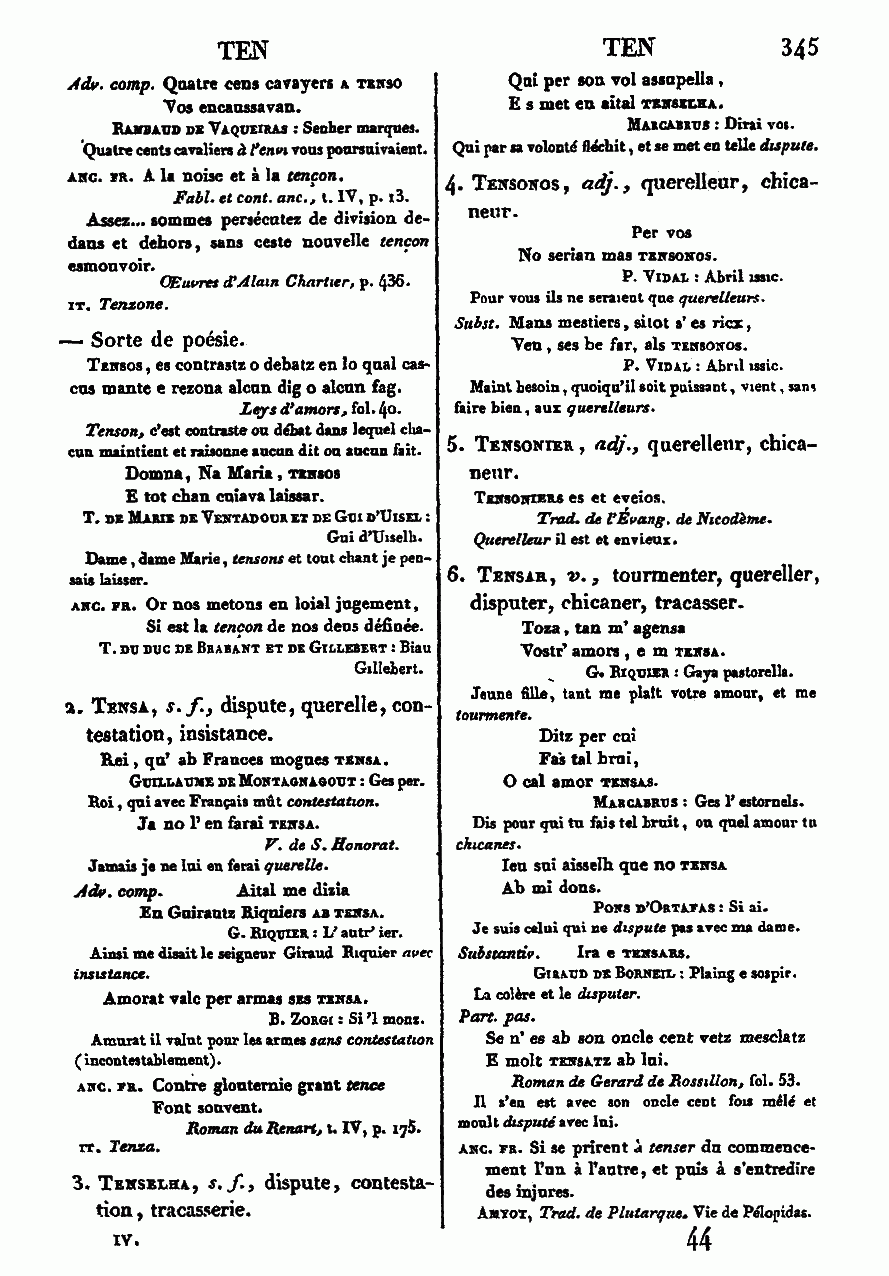 TEN
TEN 345
Adv. comp. Quatre cens cavayers A TENSO
Vos encaussavan.
RAMBAUD DE VAQUEIRAS : Senher marques.
Quatre cents cavaliers à l'envi vous poursuivaient.
ANC. FR. A la noise et à la tençon.
Fabl. et cont. anc., t. IV, p. 13.
Assez... sommes persécutez de division de-
dans et dehors, sans ceste nouvelle tençon
esmouvoir.
Œuvres d'Alain Chartier, p. 436.
IT. Tenzone.
— Sorte de poésie.
TENSOS, es contrastz o debatz en lo qual cas-
cus mante e rezona alcun dig o alcun fag.
Leys d'amors, fol. 40.
Tenson, c'est contraste ou débat dans lequel cha-
cun maintient et raisonne aucun dit ou aucun fait.
Domna, Na Maria, TENSOS
E tot chan cuiava laissar.
T. DE MARIE DE VENTADOUR ET DE GUI D'UISEL :
Gui d'Uiselh.
Dame, dame Marie, tensons et tout chant je pen-
sais laisser.
ANC. FR. Or nos metons en loial jugement,
Si est la tençon de nos deus définée.
T. DU DUC DE BRABANT ET DE GILLEBERT : Biau
Gillebert.
2. TENSA, s. f., dispute, querelle, con-
testation, insistance.
Rei, qu' ab Frances mognes TENSA.
GUILLAUME DE MONTAGNAGOUT : Ges per.
Roi, qui avec Français mût contestation.
Ja no l' en farai TENSA.
V. de S. Honorat.
Jamais je ne lui en ferai querelle.
Adv. comp. Aital me dizia
En Guirautz Riquiers AB TENSA.
G. RIQUIER : L' autr' ier.
Ainsi me disait le seigneur Giraud Riquier avec
insistance.
Amorat valc per armas SES TENSA.
B. ZORGI : Si 'l monz.
Amurat il valut pour les armes sans contestation
(incontestablement).
ANC. FR. Contre glouternie grant tence
Font souvent.
Roman du Renart, t. IV, p. 175.
IT. Tenza.
3. TENSELHA, s. f., dispute, contesta-
tion, tracasserie.
IV.
Qui per son vol assupella,
E s met en aital TENSELHA.
MARCABRUS : Dirai vos.
Qui par sa volonté fléchit, et se met en telle dispute.
4. TENSONOS, adj., querelleur, chica-
neur.
Per vos
No serian mas TENSONOS.
P. VIDAL : Abril issic.
Pour vous ils ne seraient que querelleurs.
Subst. Mans mestiers, sitot s' es ricx,
Ven, ses be far, als TENSONOS.
P. VIDAL : Abril issic.
Maint besoin, quoiqu'il soit puissant, vient, sans
faire bien, aux querelleurs.
5. TENSONIER, adj., querelleur, chica-
neur.
TENSONIERS es et eveios.
Trad. de l'Évang. de Nicodème.
Querelleur il est et envieux.
6. TENSAR, v., tourmenter, quereller,
disputer, chicaner, tracasser.
Toza, tan m' agensa
Vostr' amors, e m TENSA.
G. RIQUIER : Gaya pastorella.
Jeune fille, tant me plaît votre amour, et me
tourmente.
Ditz per cui
Fais tal brui,
O cal amor TENSAS.
MARCABRUS : Ges l' estornels.
Dis pour qui tu fais tel bruit, ou quel amour tu
chicanes.
Ieu sui aisselh que no TENSA
Ab mi dons.
PONS D'ORTAFAS : Si ai.
Je suis celui qui ne dispute pas avec ma dame.
Substantiv. Ira e TENSARS.
GIRAUD DE BORNEIL : Plaing e sospir.
La colère et le disputer.
Part. pas.
Se n' es ab son oncle cent vetz mesclatz
E molt TENSATZ ab lui.
Roman de Gerard de Rossillon, fol. 53.
Il s'en est avec son oncle cent fois mêlé et
moult disputé avec lui.
ANC. FR. Si se prirent à tenser du commence-
ment l'un à l'autre, et puis à s'entredire
des injures.
AMYOT, Trad. de Plutarque. Vie de Pélopidas.
44